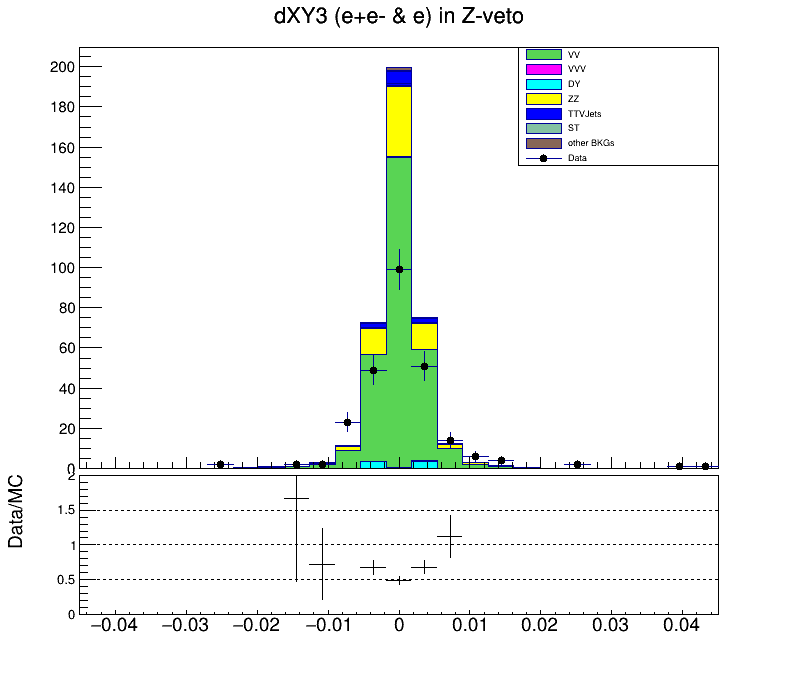 dXY3 (e+e- & e) in Z-veto
VV
VVV
DY
ZZ
TTVJets
ST
other BKGs
Data
200
180
160
140
120
100
80
60
40
20
0
Data/MC
2
1.5
1
0.5
0
−0.04 −0.03 −0.02 −0.01 0 0.01 0.02 0.03 0.04